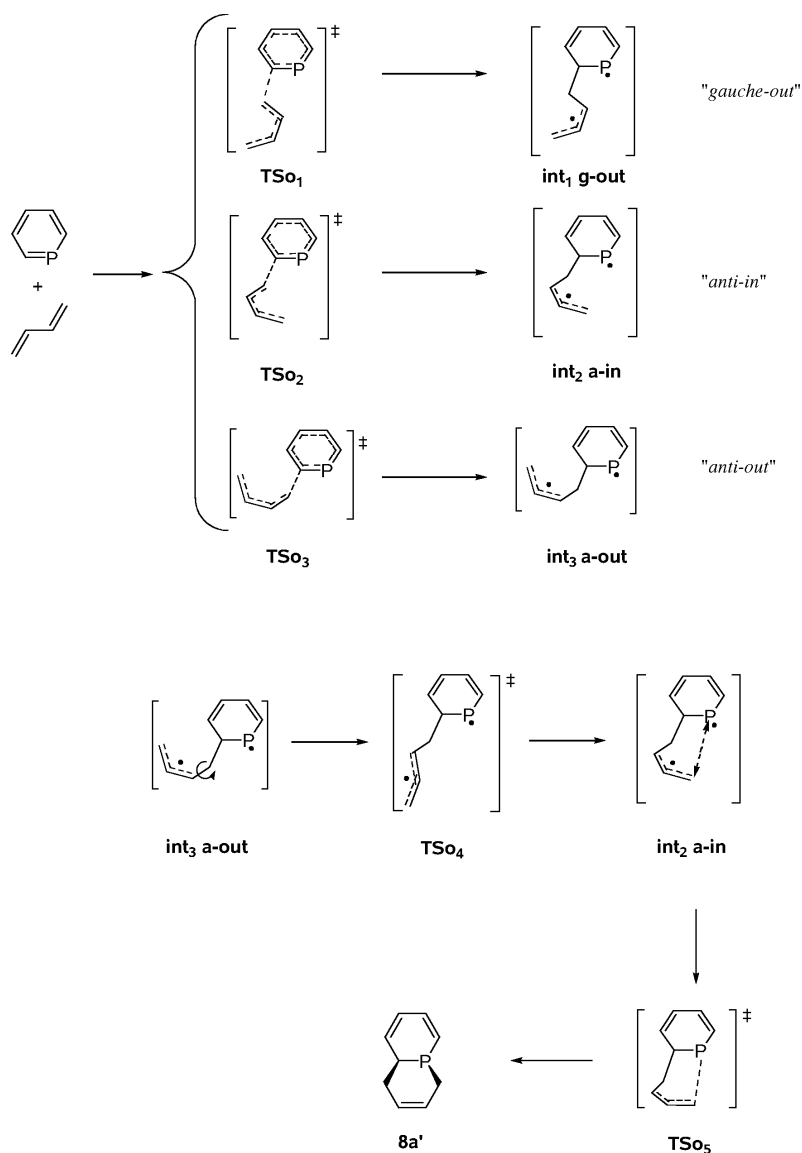 ‡
P
P•
"gauche-out"
TSo₁
int₁ g-out
P
+
‡
P
P•
"anti-in"
TSo₂
int₂ a-in
‡
P
P•
"anti-out"
TSo₃
int₃ a-out
P•
‡
P•
P•
int₃ a-out
TSo₄
int₂ a-in
‡
P
P
8a'
TSo₅